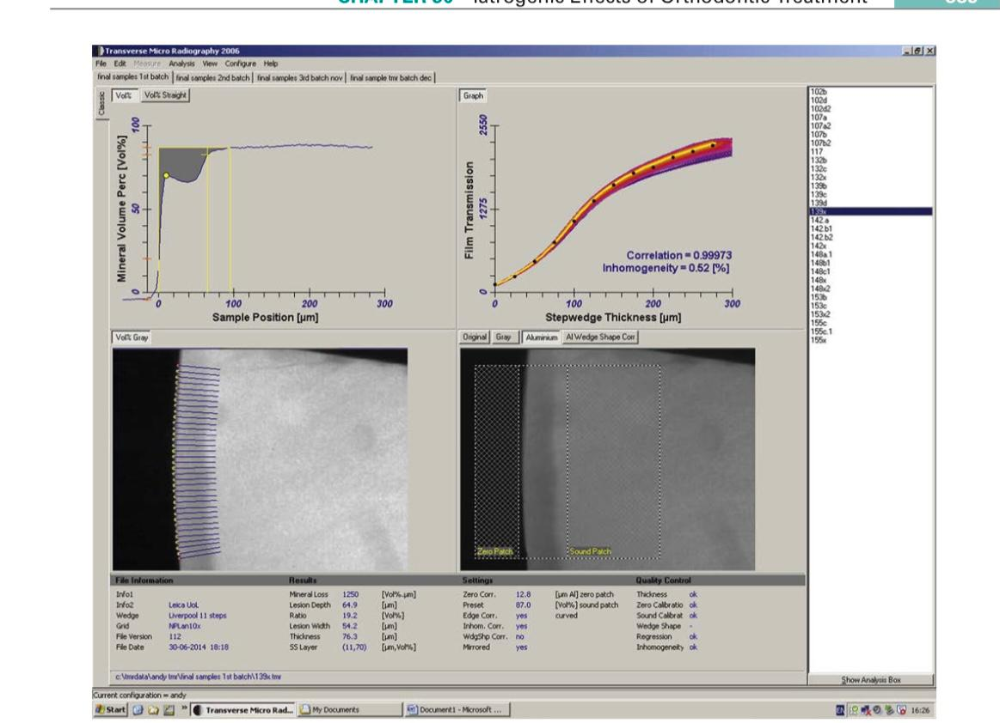 CHAPTER 30 Iatrogenic Effects of Orthodontic Treatment
Transverse Micro Radiography 2006
File Edit Measure Analysis View Configure Help
final samples 1st batch final samples 2nd batch final samples 3rd batch nov final sample tmr batch dec
Classic
Vol% Vol% Straight
Mineral Volume Perc [Vol%]
100
50
0
0 100 200 300
Sample Position [µm]
Graph
Film Transmission
2550
1275
0
Correlation = 0.99973
Inhomogeneity = 0.52 [%]
0 100 200 300
Stepwedge Thickness [µm]
102b
102d
102d2
107a
107a2
107b
107b2
117
132b
132c
132x
139b
139c
139d
139x
142.a
142.b1
142.b2
142x
148a.1
148b1
148c1
148x
148x2
153b
153c
153x2
155c
155c.1
155x
Vol% Gray
Original Gray Aluminium Al Wedge Shape Corr
Zero Patch Sound Patch
File Information Results Settings Quality Control
Info1 Mineral Loss 1250 [Vol%.µm] Zero Corr. 12.8 [µm Al] zero patch Thickness ok
Info2 Leica UoL Lesion Depth 64.9 [µm] Preset 87.0 [Vol%] sound patch Zero Calibratio ok
Wedge Liverpool 11 steps Ratio 19.2 [Vol%] Edge Corr. yes curved Sound Calibrat ok
Grid NPLan10x Lesion Width 54.2 [µm] Inhom. Corr. yes Wedge Shape -
File Version 112 Thickness 76.3 [µm] WdgShp Corr. no Regression ok
File Date 30-06-2014 18:18 SS Layer (11,70) [µm,Vol%] Mirrored yes Inhomogeneity ok
c:\tmrdata\andy tmr\final samples 1st batch\139x.tmr
Show Analysis Box
Current configuration = andy
Start » Transverse Micro Rad... My Documents Document1 - Microsoft ... EN 16:26